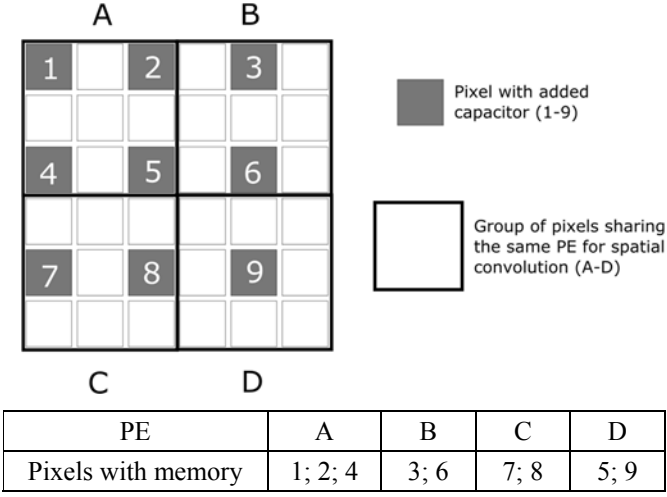 A B
1 2 3
4 5 6
7 8 9
C D
Pixel with added
capacitor (1-9)
Group of pixels sharing
the same PE for spatial
convolution (A-D)
PE A B C D
Pixels with memory 1; 2; 4 3; 6 7; 8 5; 9